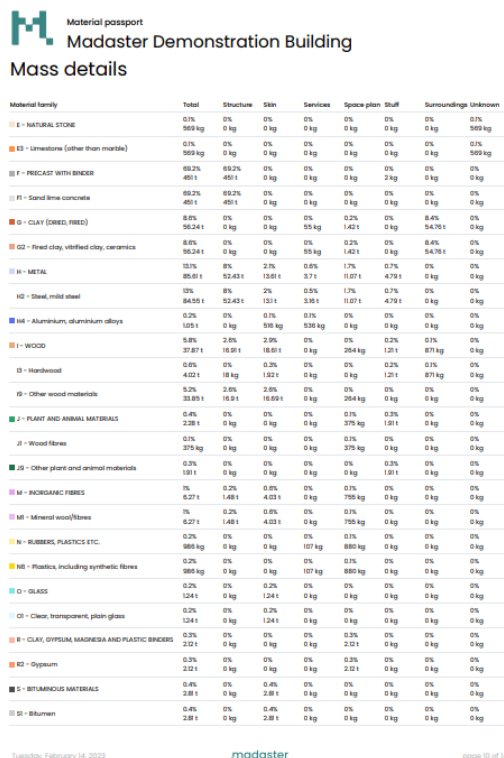 Material passport
Madaster Demonstration Building
Mass details
Material family Total Structure Skin Services Space plan Stuff Surroundings Unknown
E - NATURAL STONE
0.1% 0% 0% 0% 0% 0% 0% 0.1%
569 kg 0 kg 0 kg 0 kg 0 kg 0 kg 0 kg 569 kg
E3 - Limestone (other than marble)
0.1% 0% 0% 0% 0% 0% 0% 0.1%
569 kg 0 kg 0 kg 0 kg 0 kg 0 kg 0 kg 569 kg
F - PRECAST WITH BINDER
69.2% 69.2% 0% 0% 0% 0% 0% 0%
451 t 451 t 0 kg 0 kg 0 kg 2 kg 0 kg 0 kg
F1 - Sand lime concrete
69.2% 69.2% 0% 0% 0% 0% 0% 0%
451 t 451 t 0 kg 0 kg 0 kg 0 kg 0 kg 0 kg
G - CLAY (DRIED, FIRED)
8.6% 0% 0% 0% 0.2% 0% 8.4% 0%
56.24 t 0 kg 0 kg 55 kg 1.42 t 0 kg 54.76 t 0 kg
G2 - Fired clay, vitrified clay, ceramics
8.6% 0% 0% 0% 0.2% 0% 8.4% 0%
56.24 t 0 kg 0 kg 55 kg 1.42 t 0 kg 54.76 t 0 kg
H - METAL
13.1% 8% 2.1% 0.6% 1.7% 0.7% 0% 0%
85.61 t 52.43 t 13.61 t 3.7 t 11.07 t 4.79 t 0 kg 0 kg
H2 - Steel, mild steel
13% 8% 2% 0.5% 1.7% 0.7% 0% 0%
84.55 t 52.43 t 13.1 t 3.16 t 11.07 t 4.79 t 0 kg 0 kg
H4 - Aluminium, aluminium alloys
0.2% 0% 0.1% 0.1% 0% 0% 0% 0%
1.05 t 0 kg 516 kg 536 kg 0 kg 0 kg 0 kg 0 kg
I - WOOD
5.8% 2.6% 2.9% 0% 0% 0.2% 0.1% 0%
37.87 t 16.91 t 18.61 t 0 kg 264 kg 1.21 t 871 kg 0 kg
I3 - Hardwood
0.6% 0% 0.3% 0% 0% 0.2% 0.1% 0%
4.02 t 18 kg 1.92 t 0 kg 0 kg 1.21 t 871 kg 0 kg
I9 - Other wood materials
5.2% 2.6% 2.6% 0% 0% 0% 0% 0%
33.85 t 16.9 t 16.69 t 0 kg 264 kg 0 kg 0 kg 0 kg
J - PLANT AND ANIMAL MATERIALS
0.4% 0% 0% 0% 0.1% 0.3% 0% 0%
2.28 t 0 kg 0 kg 0 kg 375 kg 1.91 t 0 kg 0 kg
J1 - Wood fibres
0.1% 0% 0% 0% 0.1% 0% 0% 0%
375 kg 0 kg 0 kg 0 kg 375 kg 0 kg 0 kg 0 kg
J9 - Other plant and animal materials
0.3% 0% 0% 0% 0% 0.3% 0% 0%
1.91 t 0 kg 0 kg 0 kg 0 kg 1.91 t 0 kg 0 kg
M - INORGANIC FIBRES
1% 0.2% 0.6% 0% 0.1% 0% 0% 0%
6.27 t 1.48 t 4.03 t 0 kg 755 kg 0 kg 0 kg 0 kg
M1 - Mineral wool/fibres
1% 0.2% 0.6% 0% 0.1% 0% 0% 0%
6.27 t 1.48 t 4.03 t 0 kg 755 kg 0 kg 0 kg 0 kg
N - RUBBERS, PLASTICS ETC.
0.2% 0% 0% 0% 0.1% 0% 0% 0%
986 kg 0 kg 0 kg 107 kg 880 kg 0 kg 0 kg 0 kg
N6 - Plastics, including synthetic fibres
0.2% 0% 0% 0% 0.1% 0% 0% 0%
986 kg 0 kg 0 kg 107 kg 880 kg 0 kg 0 kg 0 kg
O - GLASS
0.2% 0% 0.2% 0% 0% 0% 0% 0%
1.24 t 0 kg 1.24 t 0 kg 0 kg 0 kg 0 kg 0 kg
O1 - Clear, transparent, plain glass
0.2% 0% 0.2% 0% 0% 0% 0% 0%
1.24 t 0 kg 1.24 t 0 kg 0 kg 0 kg 0 kg 0 kg
R - CLAY, GYPSUM, MAGNESIA AND PLASTIC BINDERS
0.3% 0% 0% 0% 0.3% 0% 0% 0%
2.12 t 0 kg 0 kg 0 kg 2.12 t 0 kg 0 kg 0 kg
R2 - Gypsum
0.3% 0% 0% 0% 0.3% 0% 0% 0%
2.12 t 0 kg 0 kg 0 kg 2.12 t 0 kg 0 kg 0 kg
S - BITUMINOUS MATERIALS
0.4% 0% 0.4% 0% 0% 0% 0% 0%
2.81 t 0 kg 2.81 t 0 kg 0 kg 0 kg 0 kg 0 kg
S1 - Bitumen
0.4% 0% 0.4% 0% 0% 0% 0% 0%
2.81 t 0 kg 2.81 t 0 kg 0 kg 0 kg 0 kg 0 kg
Tuesday, February 14, 2023 madaster page 10 of